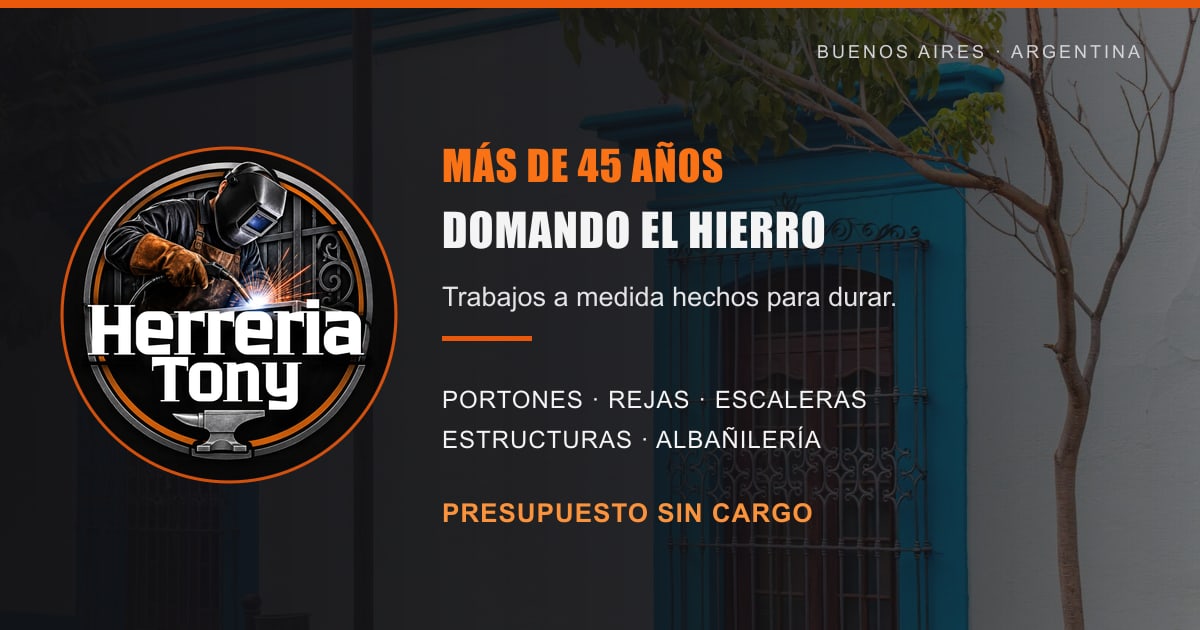 BUENOS AIRES · ARGENTINA
MÁS DE 45 AÑOS
DOMANDO EL HIERRO
Trabajos a medida hechos para durar.
Herreria
Tony
PORTONES · REJAS · ESCALERAS
ESTRUCTURAS · ALBAÑILERÍA
PRESUPUESTO SIN CARGO